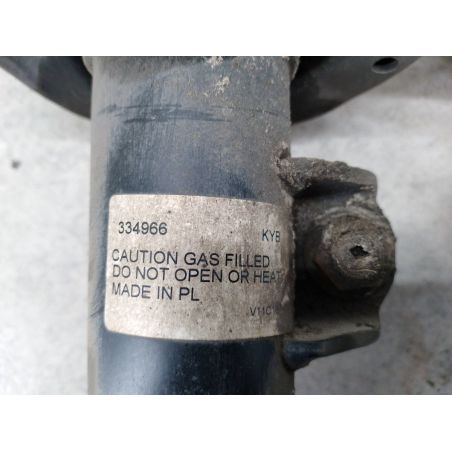 334966 KYB
CAUTION GAS FILLED
DO NOT OPEN OR HEAT
MADE IN PL